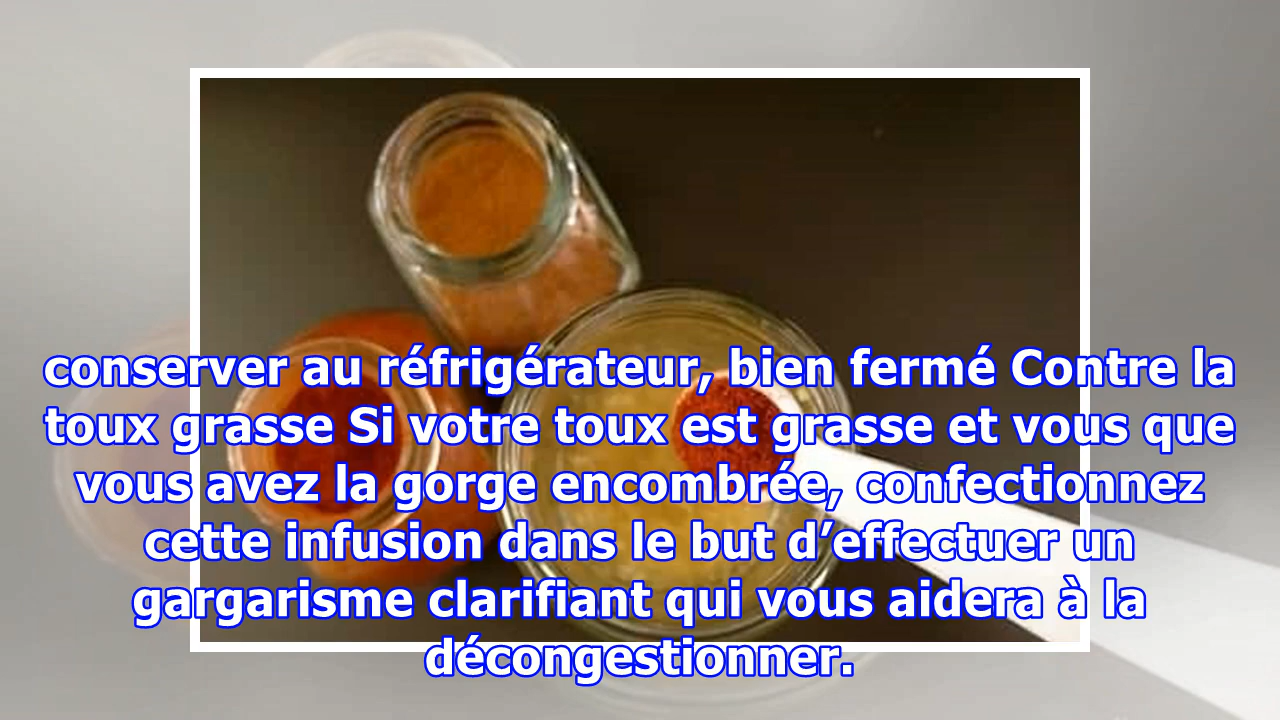 conserver au réfrigérateur, bien fermé Contre la
toux grasse Si votre toux est grasse et vous que
vous avez la gorge encombrée, confectionnez
cette infusion dans le but d’effectuer un
gargarisme clarifiant qui vous aidera à la
décongestionner.